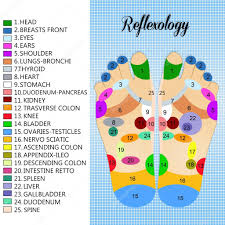 Reflexology
1. HEAD
2. BREASTS FRONT
3. EYES
4. EARS
5. SHOULDER
6. LUNGS-BRONCHE
7. THYROID
8. HEART
9. STOMACH
10. DUODENUM-PANCREAS
11. CIKDNEY
12. TRASVERSE COLON
13. KNEE
14. BLADDER
15. OVARIES-TESTICLES
16. NERVO SCIATIC
17. ASCENDING COLON
18. APPENDIX-ILEO
19. DESCENDING COLON
20. INTESTINE RETTO
21. SPLEEN
22. LIVER
23. GALLBLADDER
24. DUODENUM
25. SPINE